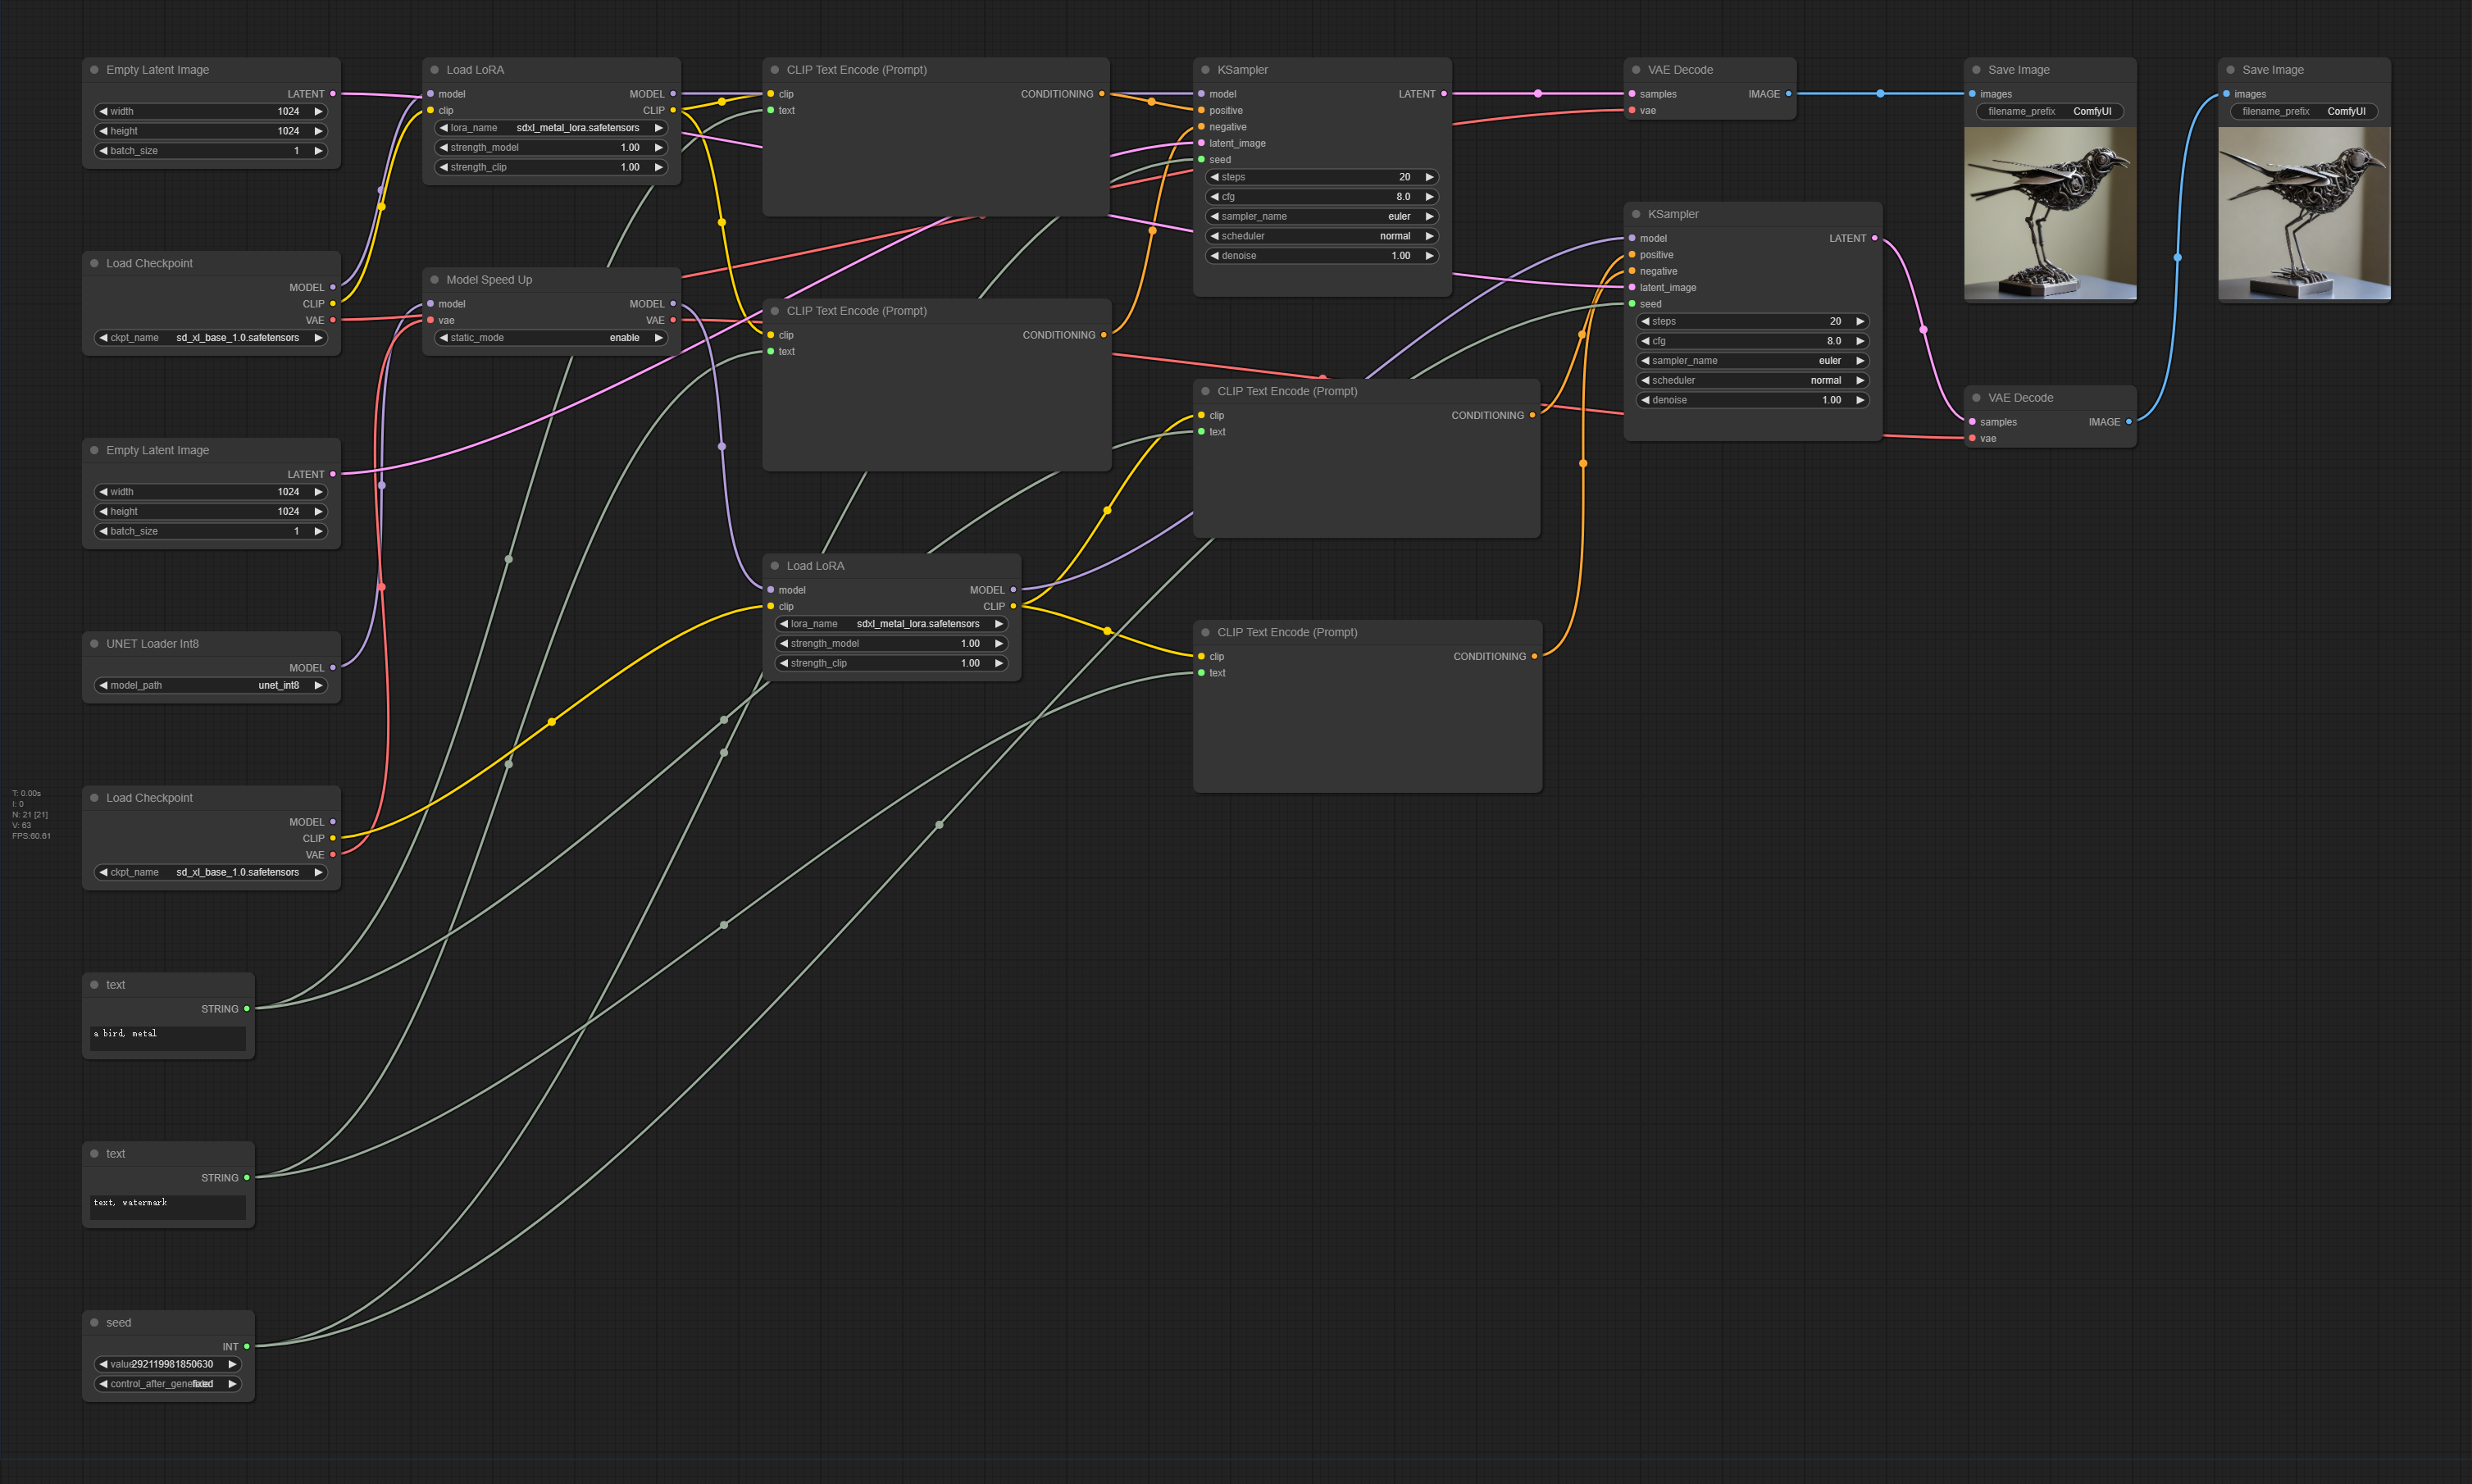 Empty Latent Image
LATENT
width 1024
height 1024
batch_size 1
Load Checkpoint
MODEL
CLIP
VAE
ckpt_name sd_xl_base_1.0.safetensors
Empty Latent Image
LATENT
width 1024
height 1024
batch_size 1
UNET Loader Int8
MODEL
model_path unet_int8
Load Checkpoint
MODEL
CLIP
VAE
ckpt_name sd_xl_base_1.0.safetensors
T: 0.00s
I: 0
N: 21 [21]
V: 63
FPS:60.61
text
STRING
a bird, metal
text
STRING
text, watermark
seed
INT
value 292119981850630
control_after_generate fixed
Load LoRA
model MODEL
clip CLIP
lora_name sdxl_metal_lora.safetensors
strength_model 1.00
strength_clip 1.00
Model Speed Up
model MODEL
vae VAE
static_mode enable
CLIP Text Encode (Prompt)
clip CONDITIONING
text
CLIP Text Encode (Prompt)
clip CONDITIONING
text
Load LoRA
model MODEL
clip CLIP
lora_name sdxl_metal_lora.safetensors
strength_model 1.00
strength_clip 1.00
KSampler
model LATENT
positive
negative
latent_image
seed
steps 20
cfg 8.0
sampler_name euler
scheduler normal
denoise 1.00
CLIP Text Encode (Prompt)
clip CONDITIONING
text
CLIP Text Encode (Prompt)
clip CONDITIONING
text
VAE Decode
samples IMAGE
vae
KSampler
model LATENT
positive
negative
latent_image
seed
steps 20
cfg 8.0
sampler_name euler
scheduler normal
denoise 1.00
Save Image
images
filename_prefix ComfyUI
VAE Decode
samples IMAGE
vae
Save Image
images
filename_prefix ComfyUI